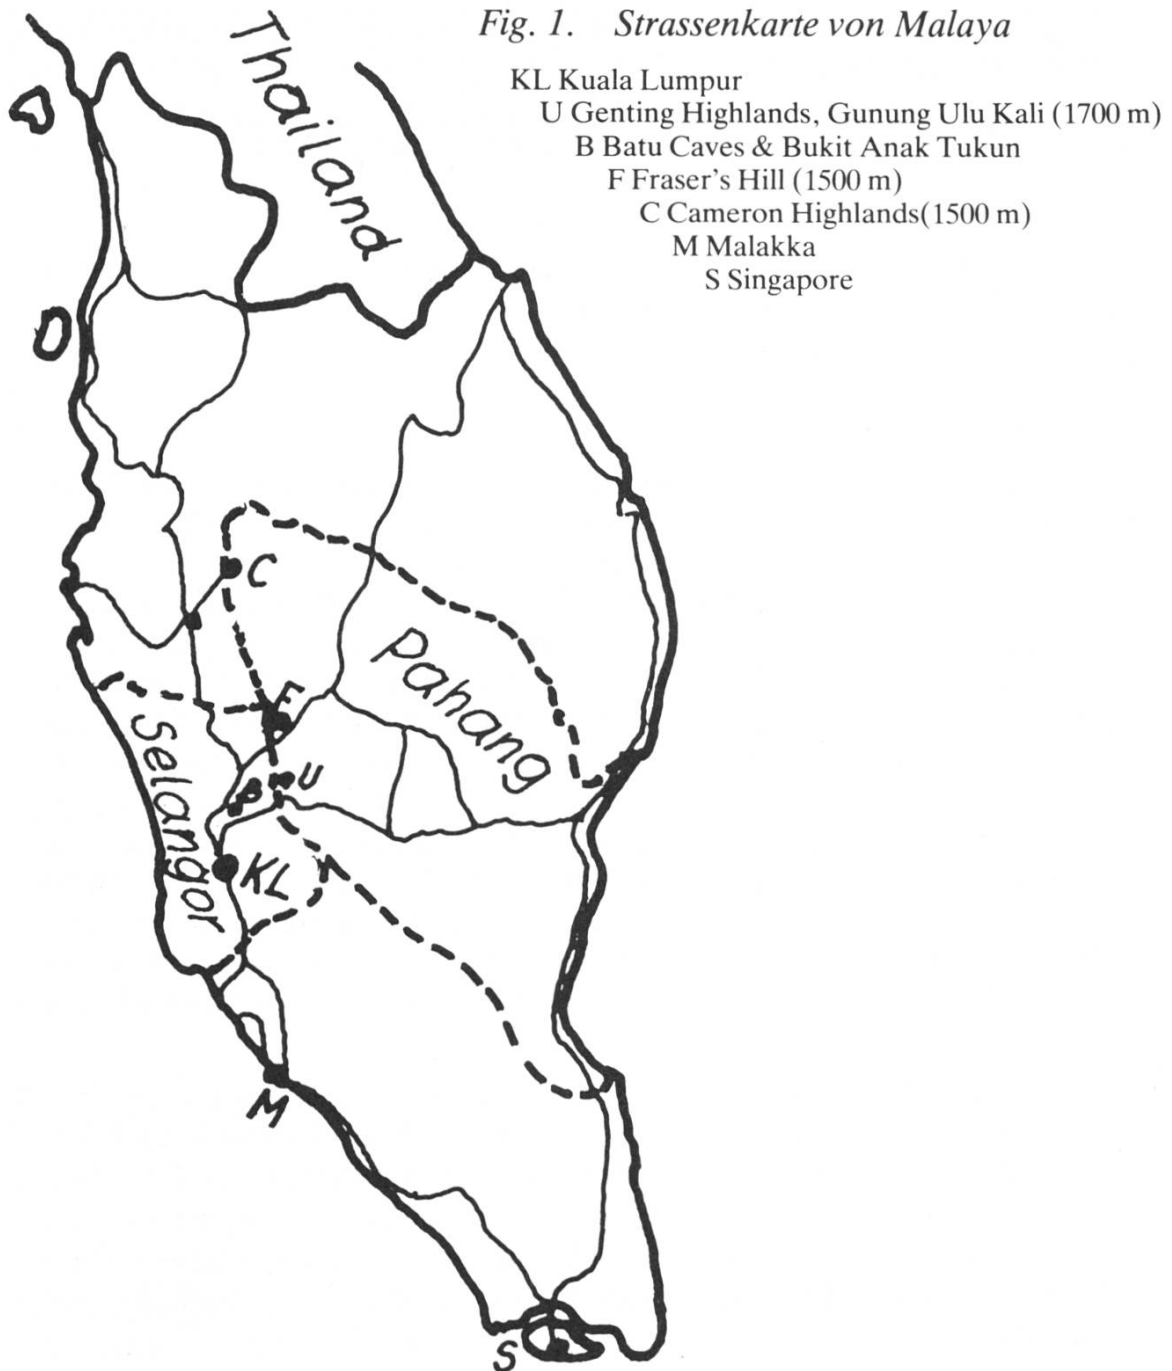 Fig. 1. Strassenkarte von Malaya
KL Kuala Lumpur
U Genting Highlands, Gunung Ulu Kali (1700 m)
B Batu Caves & Bukit Anak Tukun
F Fraser's Hill (1500 m)
C Cameron Highlands(1500 m)
M Malakka
S Singapore
Thailand
C
Pahang
F
Selangor
U
B
KL
M
S